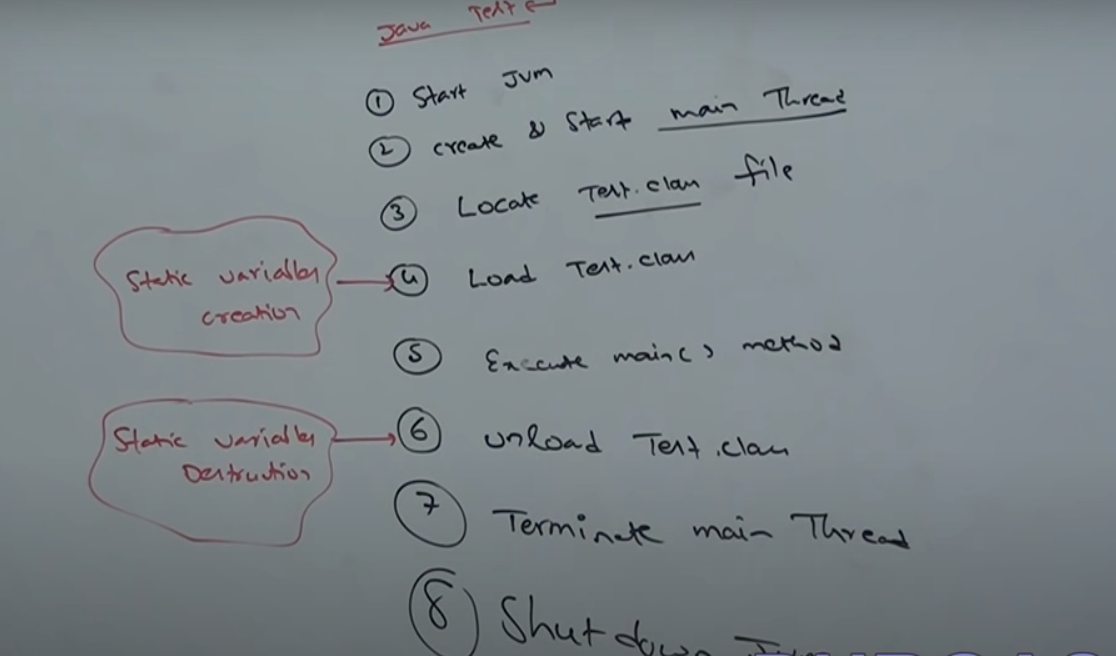 Java Test ↵
① Start JVM
② create & Start main Thread
③ Locate Test.class file
④ Load Test.class
Static variables
creation
⑤ Execute main() method
⑥ unload Test.class
Static variables
Destruction
⑦ Terminate main Thread
⑧ Shutdown